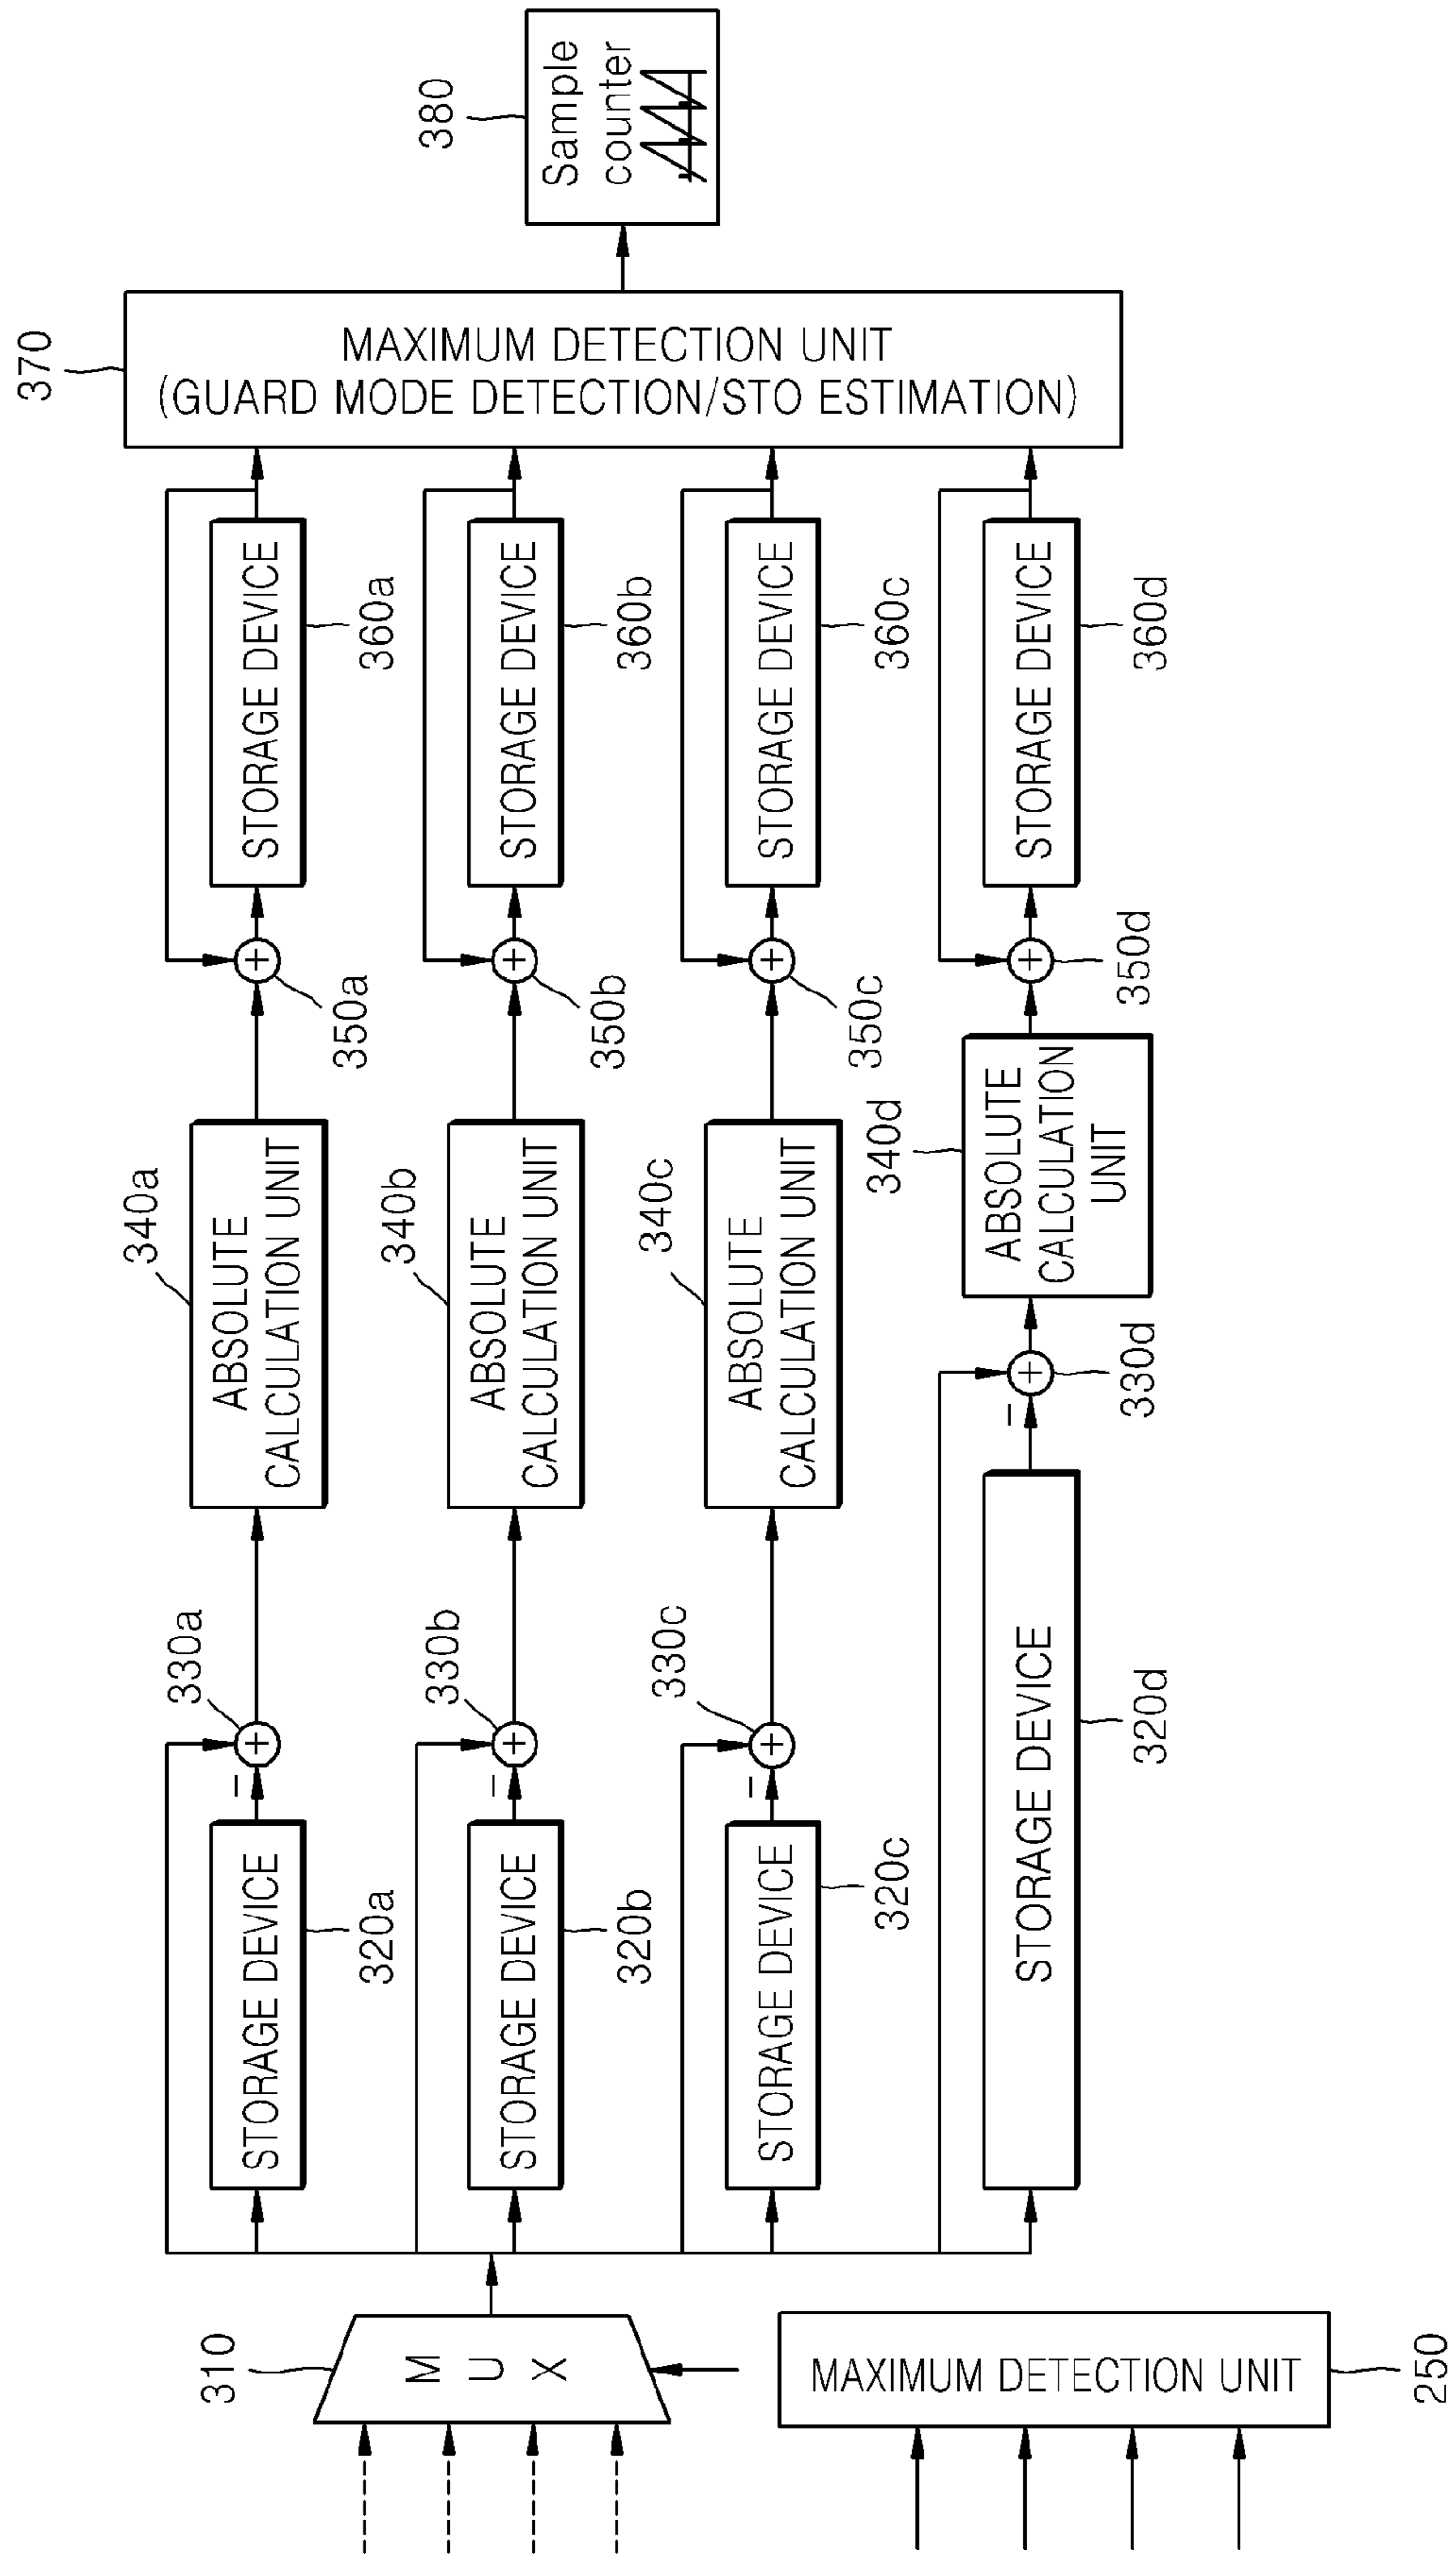 310
MUX
320a
STORAGE DEVICE
330a
−
+
340a
ABSOLUTE
CALCULATION UNIT
350a
+
360a
STORAGE DEVICE
320b
STORAGE DEVICE
330b
−
+
340b
ABSOLUTE
CALCULATION UNIT
350b
+
360b
STORAGE DEVICE
320c
STORAGE DEVICE
330c
−
+
340c
ABSOLUTE
CALCULATION UNIT
350c
+
360c
STORAGE DEVICE
320d
STORAGE DEVICE
330d
−
+
340d
ABSOLUTE
CALCULATION
UNIT
350d
+
360d
STORAGE DEVICE
370
MAXIMUM DETECTION UNIT
(GUARD MODE DETECTION/STO ESTIMATION)
380
Sample
counter
MAXIMUM DETECTION UNIT
250